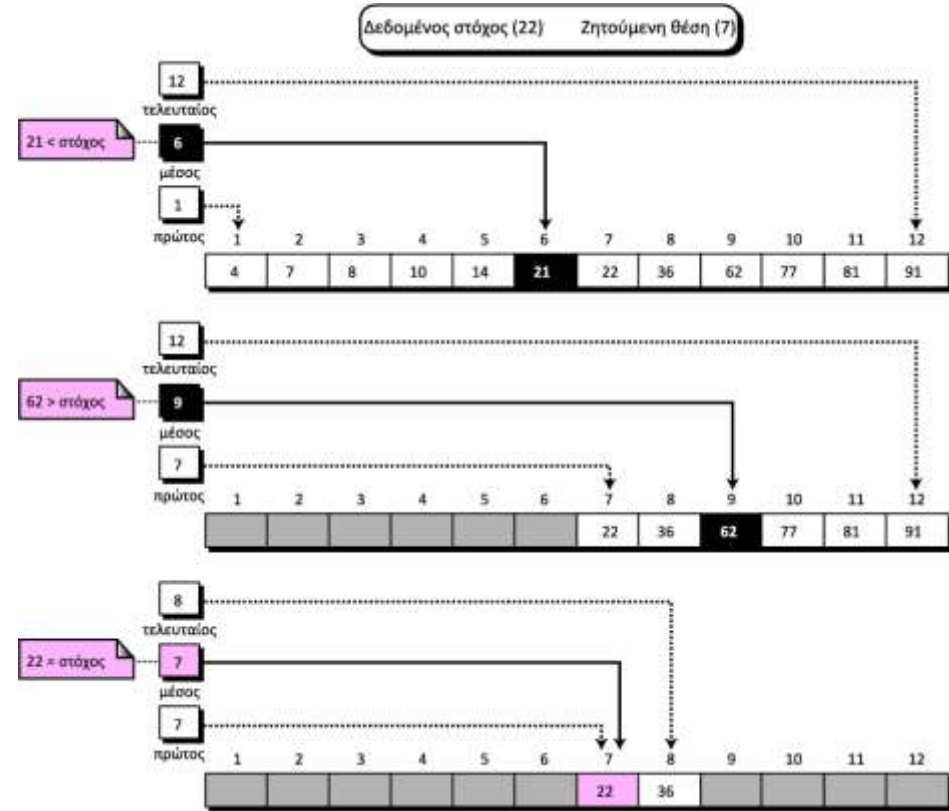 Δεδομένος στόχος (22) Ζητούμενη θέση (7)
12
τελευταίος
21 < στόχος
6
μέσος
1
πρώτος
1 2 3 4 5 6 7 8 9 10 11 12
4 7 8 10 14 21 22 36 62 77 81 91
12
τελευταίος
62 > στόχος
9
μέσος
7
πρώτος
1 2 3 4 5 6 7 8 9 10 11 12
22 36 62 77 81 91
8
τελευταίος
22 = στόχος
7
μέσος
7
πρώτος
1 2 3 4 5 6 7 8 9 10 11 12
22 36